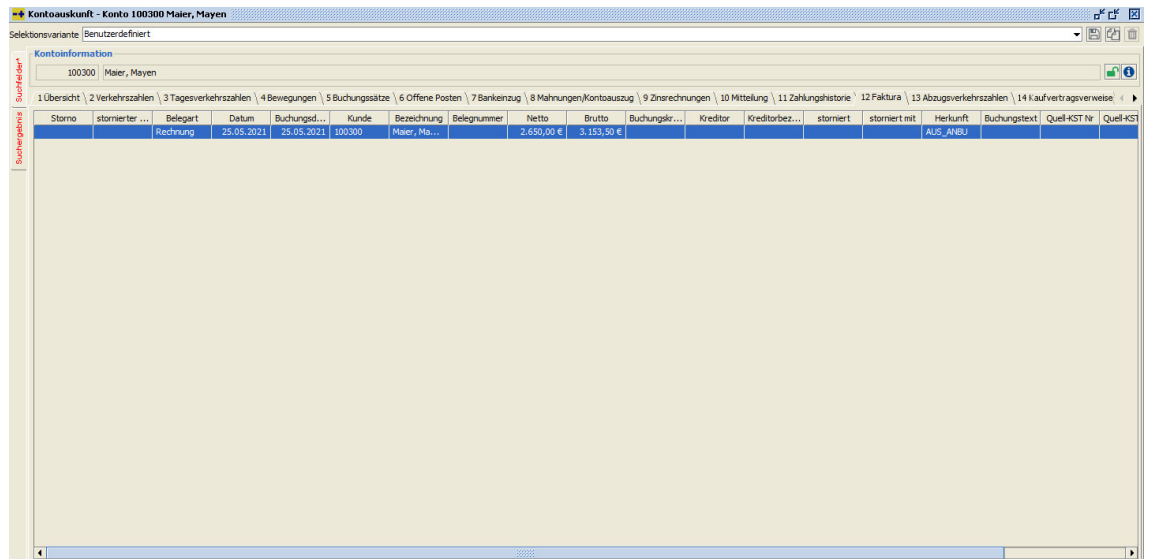 Kontoauskunft - Konto 100300 Maier, Mayen
Selektionsvariante Benutzerdefiniert
Kontoinformation
100300 Maier, Mayen
Suchfelder*
Suchergebnis
1 Übersicht 2 Verkehrszahlen 3 Tagesverkehrszahlen 4 Bewegungen 5 Buchungssätze 6 Offene Posten 7 Bankeinzug 8 Mahnungen/Kontoauszug 9 Zinsrechnungen 10 Mitteilung 11 Zahlungshistorie 12 Faktura 13 Abzugsverkehrszahlen 14 Kaufvertragsverweise
Storno stornierter ... Belegart Datum Buchungsd... Kunde Bezeichnung Belegnummer Netto Brutto Buchungskr... Kreditor Kreditorbez... storniert storniert mit Herkunft Buchungstext Quell-KST Nr Quell-KST
Rechnung 25.05.2021 25.05.2021 100300 Maier, Ma... 2.650,00 € 3.153,50 € AUS_ANBU